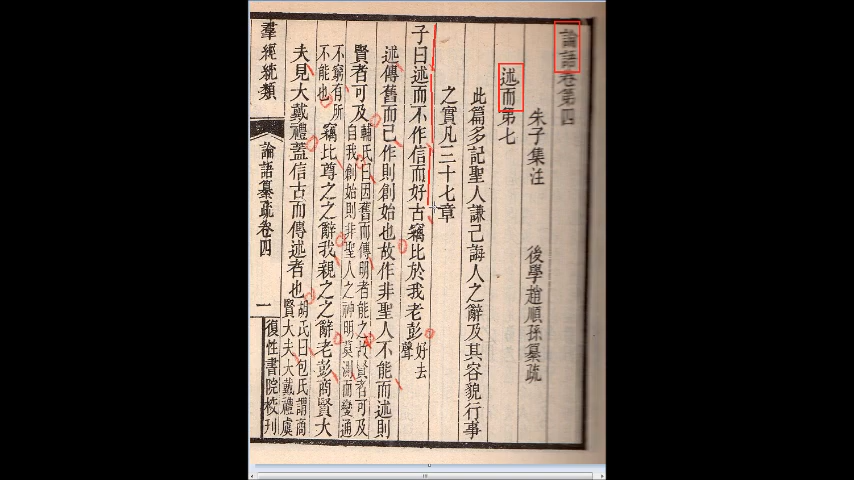 論語卷第四
朱子集注 後學趙順孫纂疏
述而第七
此篇多記聖人謙己誨人之辭及其容貌行事
之實凡三十七章
子曰述而不作信而好古竊比於我老彭好去聲
述傳舊而已作則創始也故作非聖人不能而述則
賢者可及輔氏曰因舊而傳明者能之故賢者可及
自我創始則非聖人之神明莫測而變通
不窮有所
不能也竊比尊之之辭我親之之辭老彭商賢大
夫見大戴禮蓋信古而傳述者也胡氏曰包氏謂商
賢大夫大戴禮虞
羣經統類
論語纂疏卷四
一
復性書院校刊